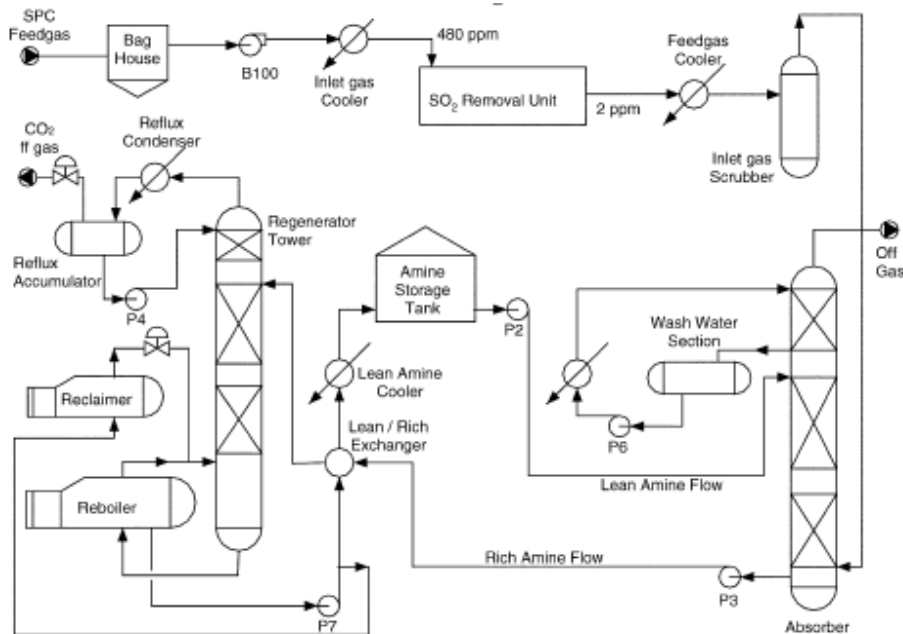 SPC
Feedgas
Bag
House
B100
Inlet gas
Cooler
480 ppm
SO₂ Removal Unit
2 ppm
Feedgas
Cooler
Inlet gas
Scrubber
CO₂
ff gas
Reflux
Condenser
Reflux
Accumulator
P4
Regenerator
Tower
Amine
Storage
Tank
P2
Off
Gas
Wash Water
Section
P6
Lean Amine
Cooler
Reclaimer
Lean / Rich
Exchanger
Lean Amine Flow
Reboiler
Rich Amine Flow
P3
P7
Absorber